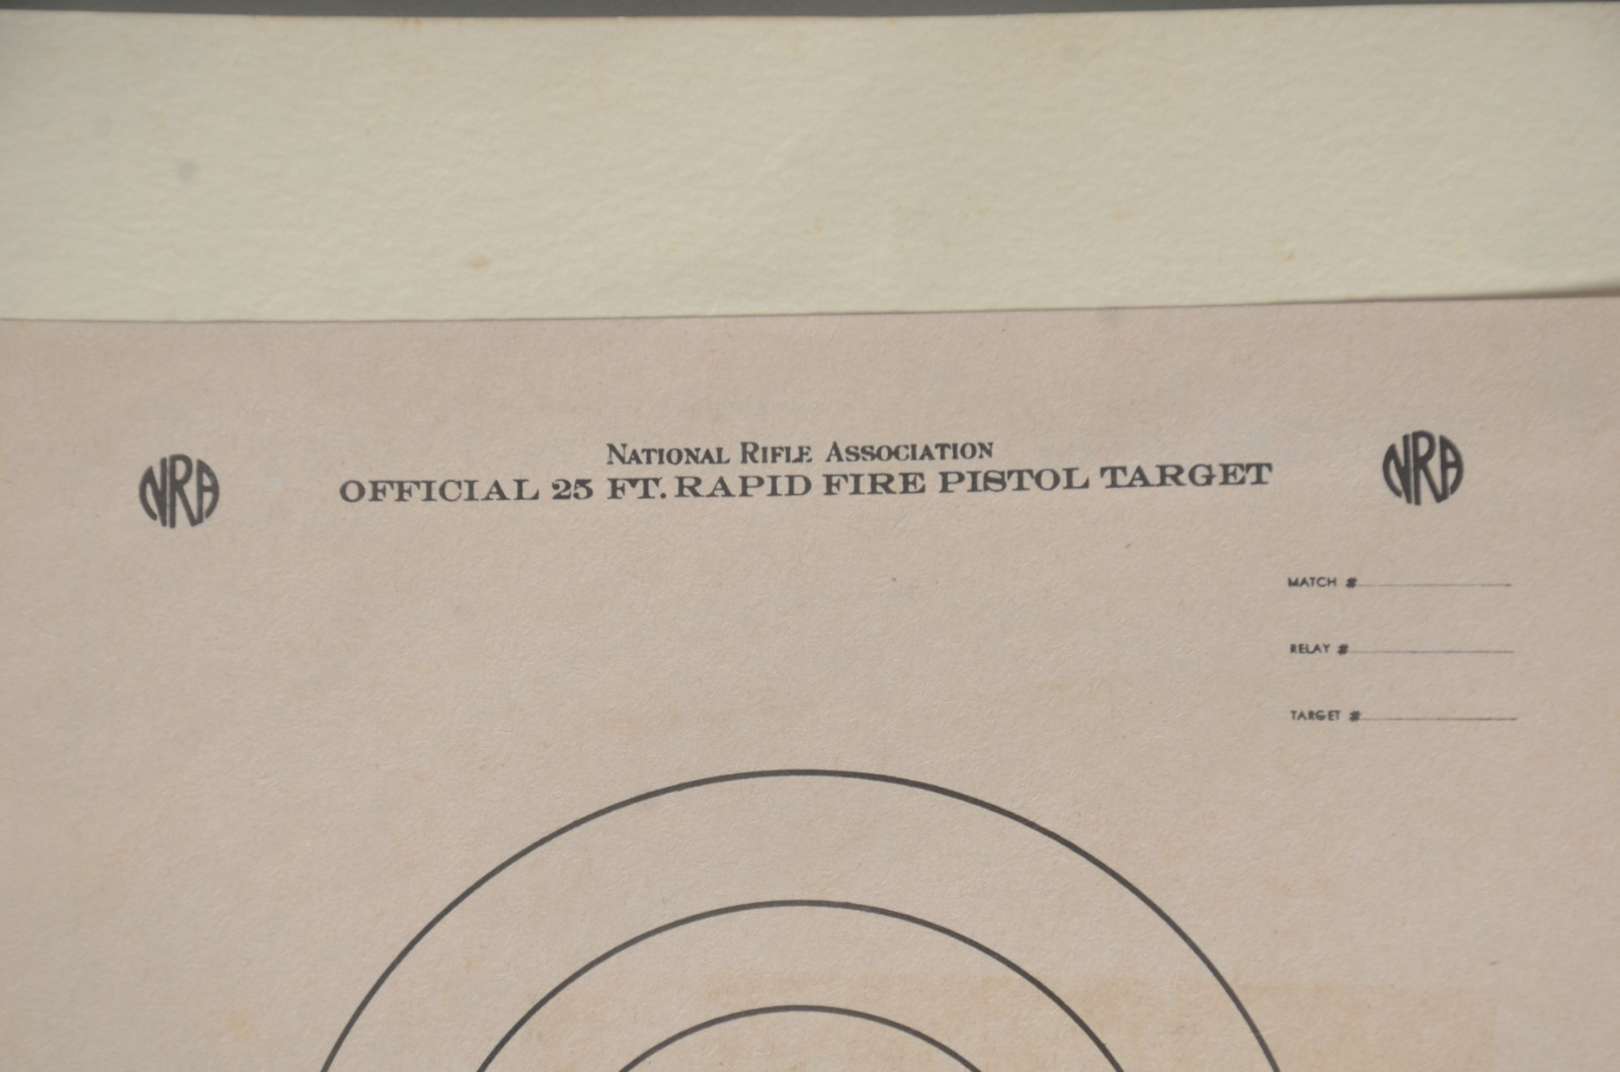 NATIONAL RIFLE ASSOCIATION
NRA OFFICIAL 25 FT. RAPID FIRE PISTOL TARGET NRA
MATCH #
RELAY #
TARGET #